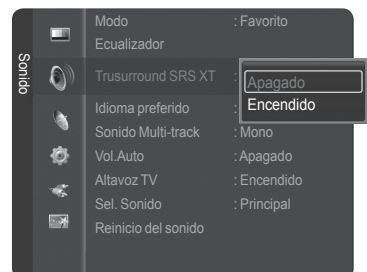 Sonido
Modo : Favorito
Ecualizador
Trusurround SRS XT :
Apagado
Encendido
Idioma preferido :
Sonido Multi-track : Mono
Vol.Auto : Apagado
Altavoz TV : Encendido
Sel. Sonido : Principal
Reinicio del sonido